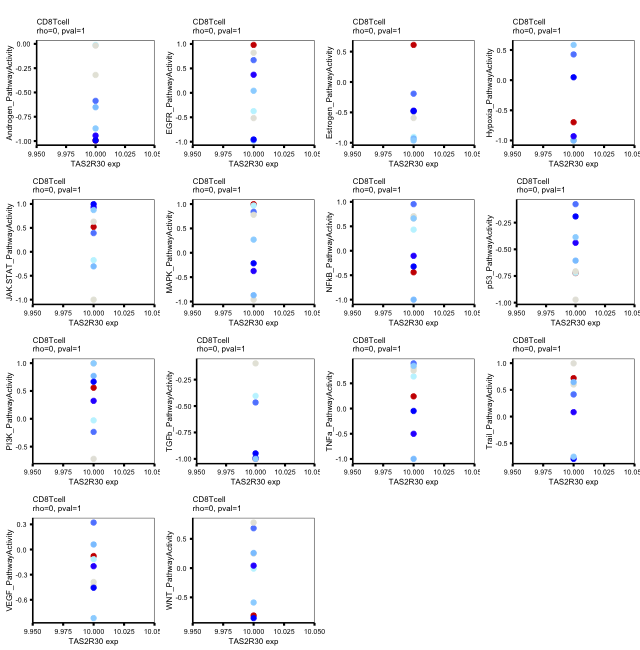 CD8Tcell
rho=0, pval=1
Androgen_PathwayActivity
0.00
-0.25
-0.50
-0.75
-1.00
9.950 9.975 10.000 10.025 10.05
TAS2R30 exp
CD8Tcell
rho=0, pval=1
EGFR_PathwayActivity
1.0
0.5
0.0
-0.5
-1.0
9.950 9.975 10.000 10.025 10.05
TAS2R30 exp
CD8Tcell
rho=0, pval=1
Estrogen_PathwayActivity
0.5
0.0
-0.5
-1.0
9.950 9.975 10.000 10.025 10.05
TAS2R30 exp
CD8Tcell
rho=0, pval=1
Hypoxia_PathwayActivity
0.5
0.0
-0.5
-1.0
9.950 9.975 10.000 10.025 10.05
TAS2R30 exp
CD8Tcell
rho=0, pval=1
JAK.STAT_PathwayActivity
1.0
0.5
0.0
-0.5
-1.0
9.950 9.975 10.000 10.025 10.05
TAS2R30 exp
CD8Tcell
rho=0, pval=1
MAPK_PathwayActivity
1.0
0.5
0.0
-0.5
-1.0
9.950 9.975 10.000 10.025 10.05
TAS2R30 exp
CD8Tcell
rho=0, pval=1
NFkB_PathwayActivity
1.0
0.5
0.0
-0.5
-1.0
9.950 9.975 10.000 10.025 10.05
TAS2R30 exp
CD8Tcell
rho=0, pval=1
p53_PathwayActivity
-0.25
-0.50
-0.75
-1.00
9.950 9.975 10.000 10.025 10.05
TAS2R30 exp
CD8Tcell
rho=0, pval=1
PI3K_PathwayActivity
1.0
0.5
0.0
-0.5
9.950 9.975 10.000 10.025 10.05
TAS2R30 exp
CD8Tcell
rho=0, pval=1
TGFb_PathwayActivity
-0.25
-0.50
-0.75
-1.00
9.950 9.975 10.000 10.025 10.05
TAS2R30 exp
CD8Tcell
rho=0, pval=1
TNFa_PathwayActivity
0.5
0.0
-0.5
-1.0
9.950 9.975 10.000 10.025 10.05
TAS2R30 exp
CD8Tcell
rho=0, pval=1
Trail_PathwayActivity
1.0
0.5
0.0
-0.5
9.950 9.975 10.000 10.025 10.05
TAS2R30 exp
CD8Tcell
rho=0, pval=1
VEGF_PathwayActivity
0.3
0.0
-0.3
-0.6
9.950 9.975 10.000 10.025 10.05
TAS2R30 exp
CD8Tcell
rho=0, pval=1
WNT_PathwayActivity
0.5
0.0
-0.5
9.950 9.975 10.000 10.025 10.050
TAS2R30 exp